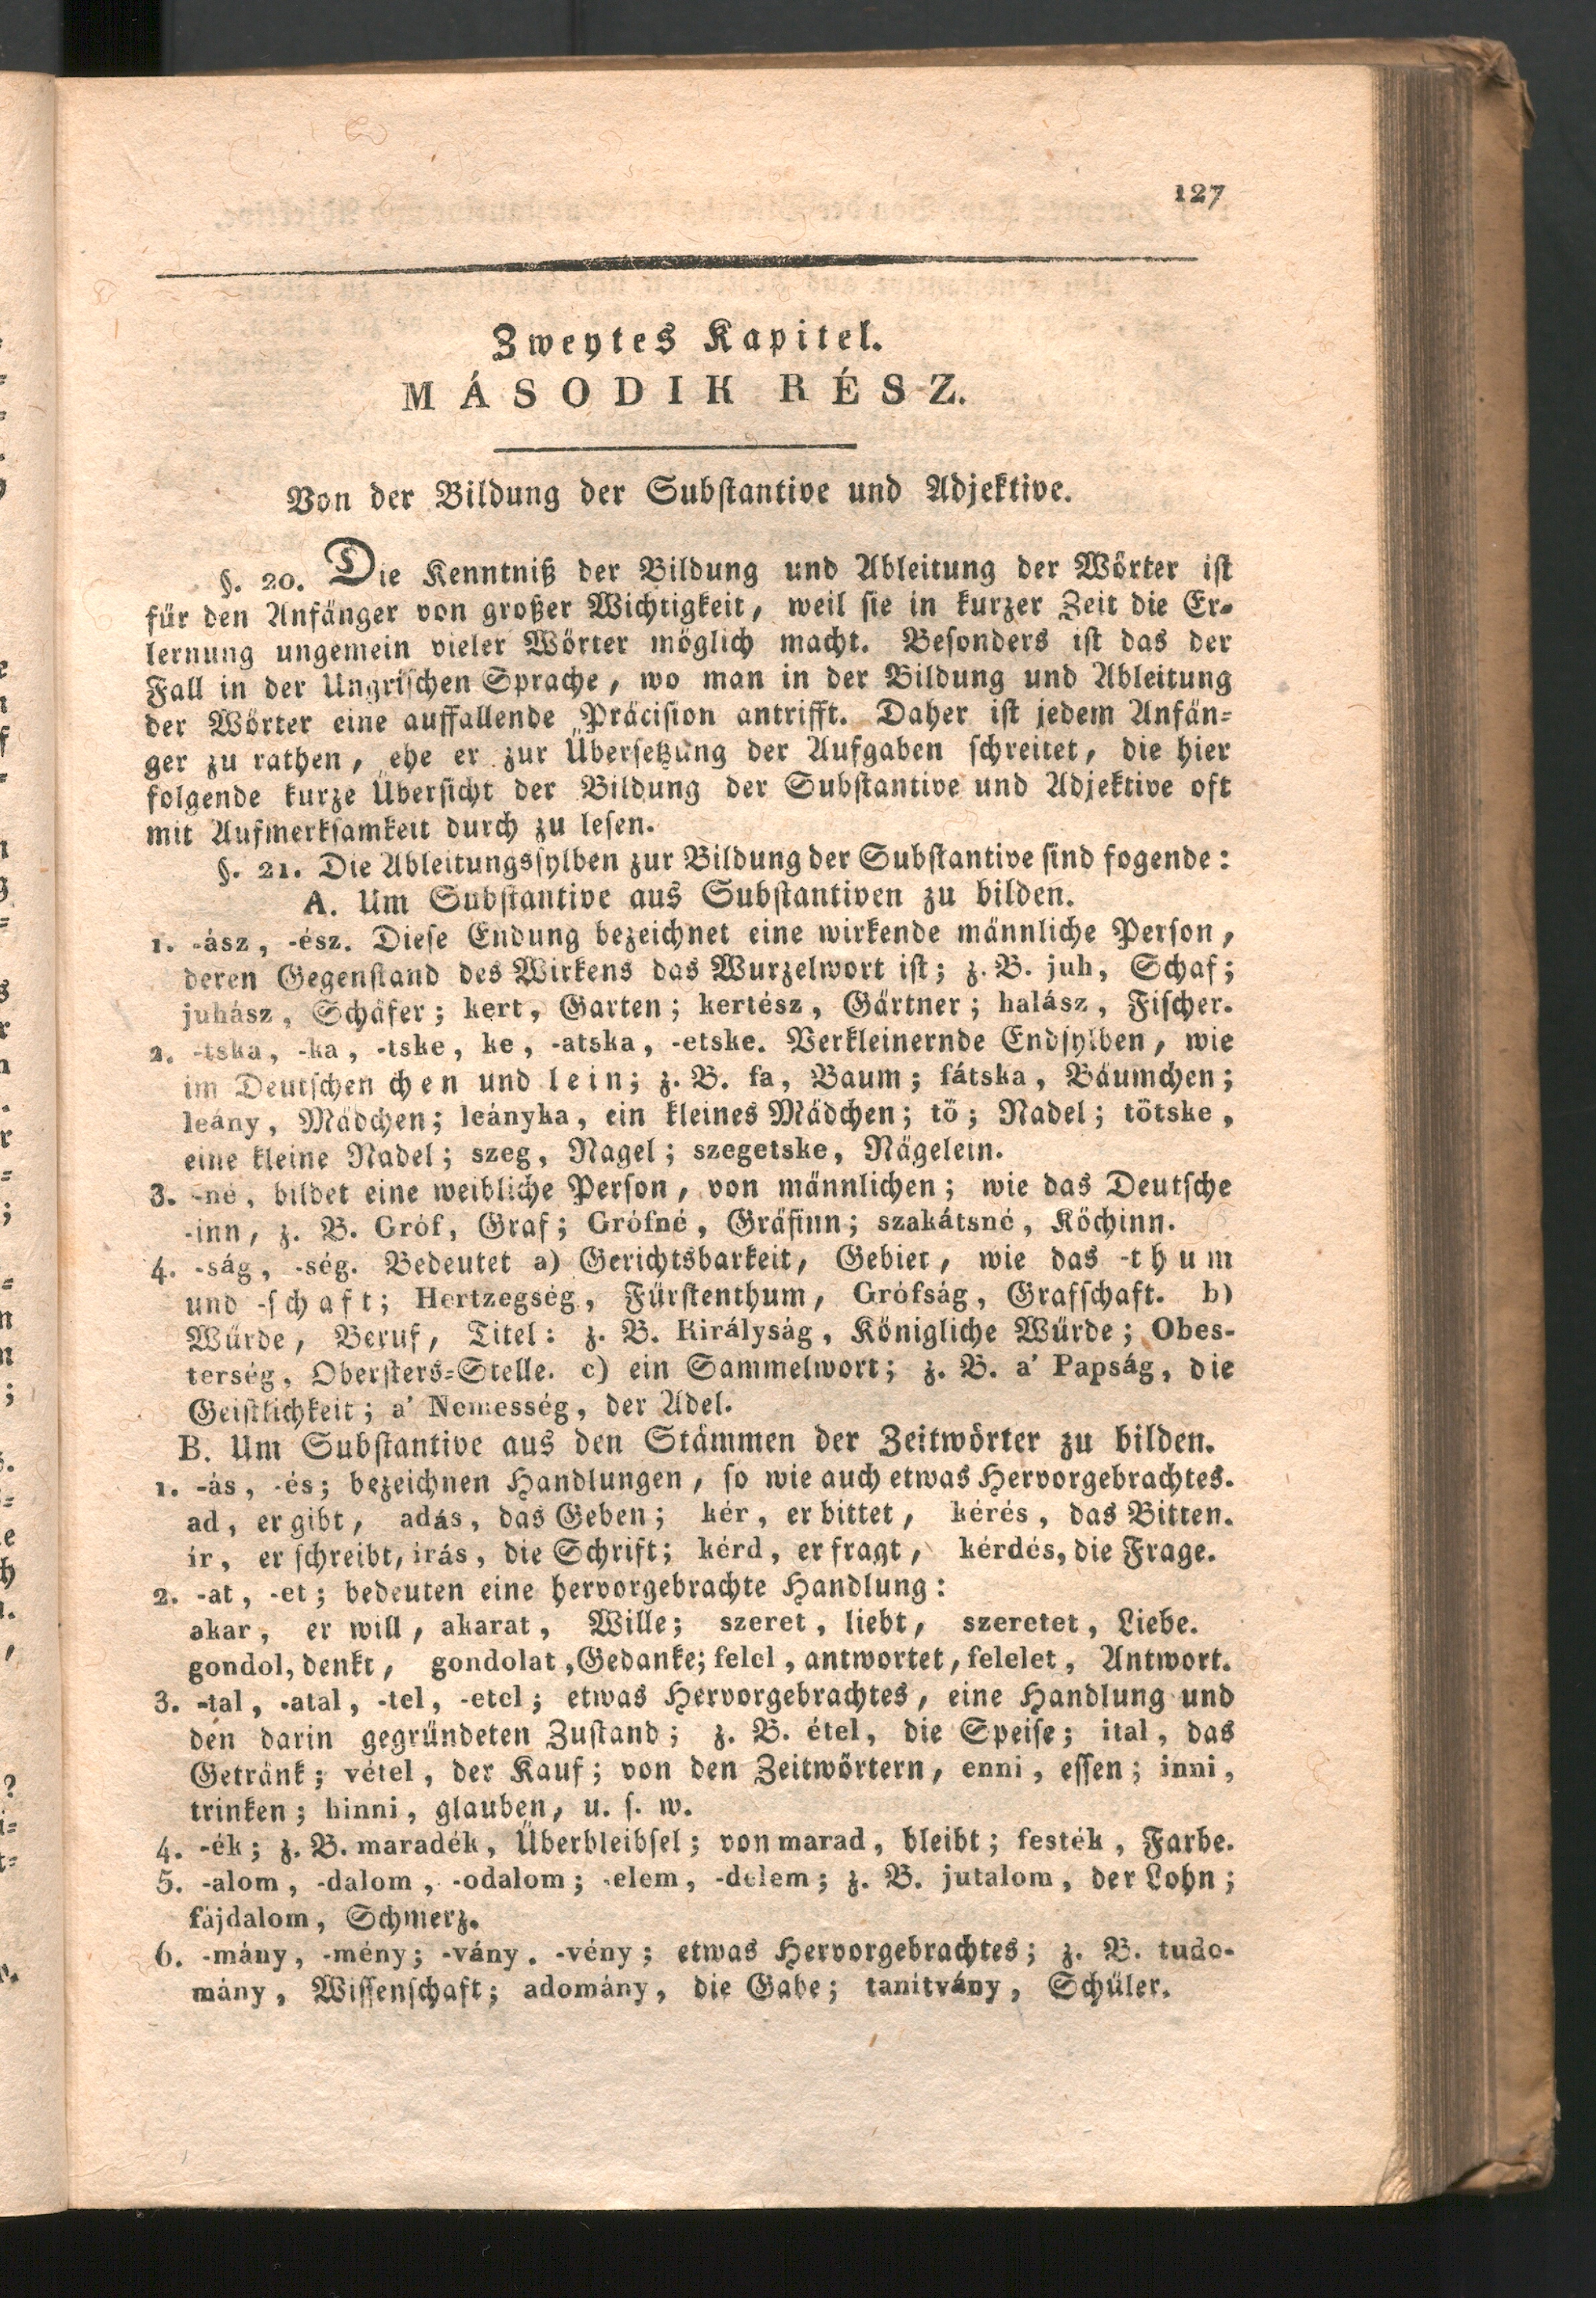 127
Zweytes Kapitel.
MÁSODIK RÉSZ.
Von der Bildung der Substantive und Adjektive.
§. 20. Die Kenntniß der Bildung und Ableitung der Wörter ist
für den Anfänger von großer Wichtigkeit, weil sie in kurzer Zeit die Er-
lernung ungemein vieler Wörter möglich macht. Besonders ist das der
Fall in der Ungrischen Sprache, wo man in der Bildung und Ableitung
der Wörter eine auffallende Präcision antrifft. Daher ist jedem Anfän-
ger zu rathen, ehe er zur Übersetzung der Aufgaben schreitet, die hier
folgende kurze Übersicht der Bildung der Substantive und Adjektive oft
mit Aufmerksamkeit durch zu lesen.
§. 21. Die Ableitungssylben zur Bildung der Substantive sind fogende:
A. Um Substantive aus Substantiven zu bilden.
1. -ász, -ész. Diese Endung bezeichnet eine wirkende männliche Person,
deren Gegenstand des Wirkens das Wurzelwort ist; z. B. juh, Schaf;
juhász, Schäfer; kert, Garten; kertész, Gärtner; halász, Fischer.
2. -tska, -ka, -tske, ke, -atska, -etske. Verkleinernde Endsylben, wie
im Deutschen chen und lein; z. B. fa, Baum; fátska, Bäumchen;
leány, Mädchen; leányka, ein kleines Mädchen; tő; Nadel; tőtske,
eine kleine Nadel; szeg, Nagel; szegetske, Nägelein.
3. -né, bildet eine weibliche Person, von männlichen; wie das Deutsche
-inn, z. B. Gróf, Graf; Grófné, Gräfinn; szakátsné, Köchinn.
4. -ság, -ség. Bedeutet a) Gerichtsbarkeit, Gebiet, wie das -thum
und -schaft; Hertzegség, Fürstenthum, Grófság, Grafschaft. b)
Würde, Beruf, Titel: z. B. Királyság, Königliche Würde; Obes-
terség, Obersters-Stelle. c) ein Sammelwort; z. B. a' Papság, die
Geistlichkeit; a' Nemesség, der Adel.
B. Um Substantive aus den Stämmen der Zeitwörter zu bilden.
1. -ás, -és; bezeichnen Handlungen, so wie auch etwas Hervorgebrachtes.
ad, er gibt, adás, das Geben; kér, er bittet, kérés, das Bitten.
ír, er schreibt, írás, die Schrift; kérd, er fragt, kérdés, die Frage.
2. -at, -et; bedeuten eine hervorgebrachte Handlung:
akar, er will, akarat, Wille; szeret, liebt, szeretet, Liebe.
gondol, denkt, gondolat, Gedanke; felel, antwortet, felelet, Antwort.
3. -tal, -atal, -tel, -etel; etwas Hervorgebrachtes, eine Handlung und
den darin gegründeten Zustand; z. B. étel, die Speise; ital, das
Getränk; vétel, der Kauf; von den Zeitwörtern, enni, essen; inni,
trinken; hinni, glauben, u. s. w.
4. -ék; z. B. maradék, Überbleibsel; von marad, bleibt; festék, Farbe.
5. -alom, -dalom, -odalom; -elem, -delem; z. B. jutalom, der Lohn;
fájdalom, Schmerz.
6. -mány, -mény; -vány, -vény; etwas Hervorgebrachtes; z. B. tudo-
mány, Wissenschaft; adomány, die Gabe; tanitvány, Schüler.